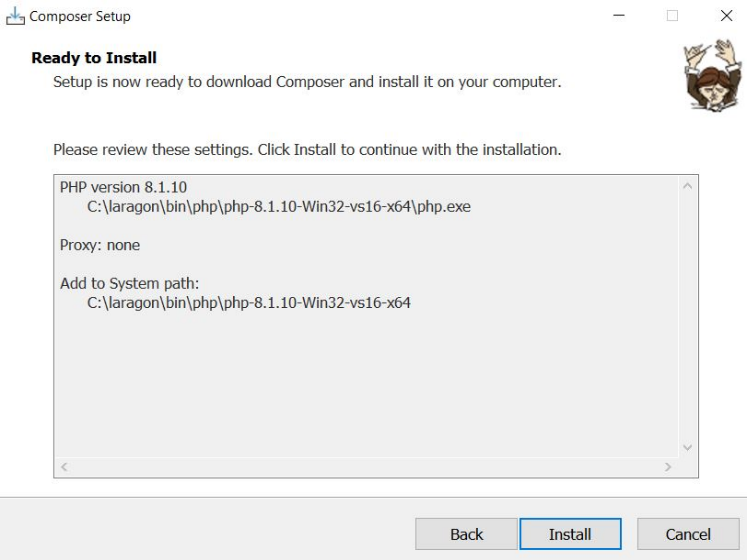 Composer Setup
Ready to Install
Setup is now ready to download Composer and install it on your computer.
Please review these settings. Click Install to continue with the installation.
PHP version 8.1.10
C:\laragon\bin\php\php-8.1.10-Win32-vs16-x64\php.exe
Proxy: none
Add to System path:
C:\laragon\bin\php\php-8.1.10-Win32-vs16-x64
Back
Install
Cancel